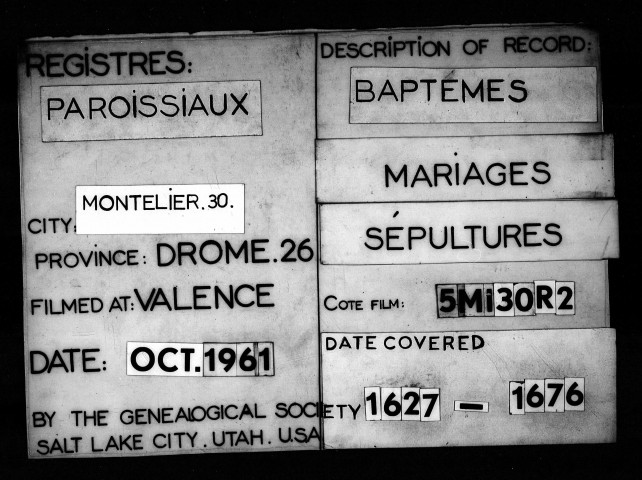 REGiSTRES:
PAROiSSiAUX
CITY: MONTELiER.30.
PROVINCE: DROME.26
FILMED AT: VALENCE
DATE: OCT.1961
BY THE GENEALOGICAL SOCIETY
SALT LAKE CITY. UTAH. U.S.A
DESCRIPTION OF RECORD:
BAPTEMES
MARiAGES
SÉPULTURES
COTE FILM: 5Mi30R2
DATE COVERED
1627 — 1676